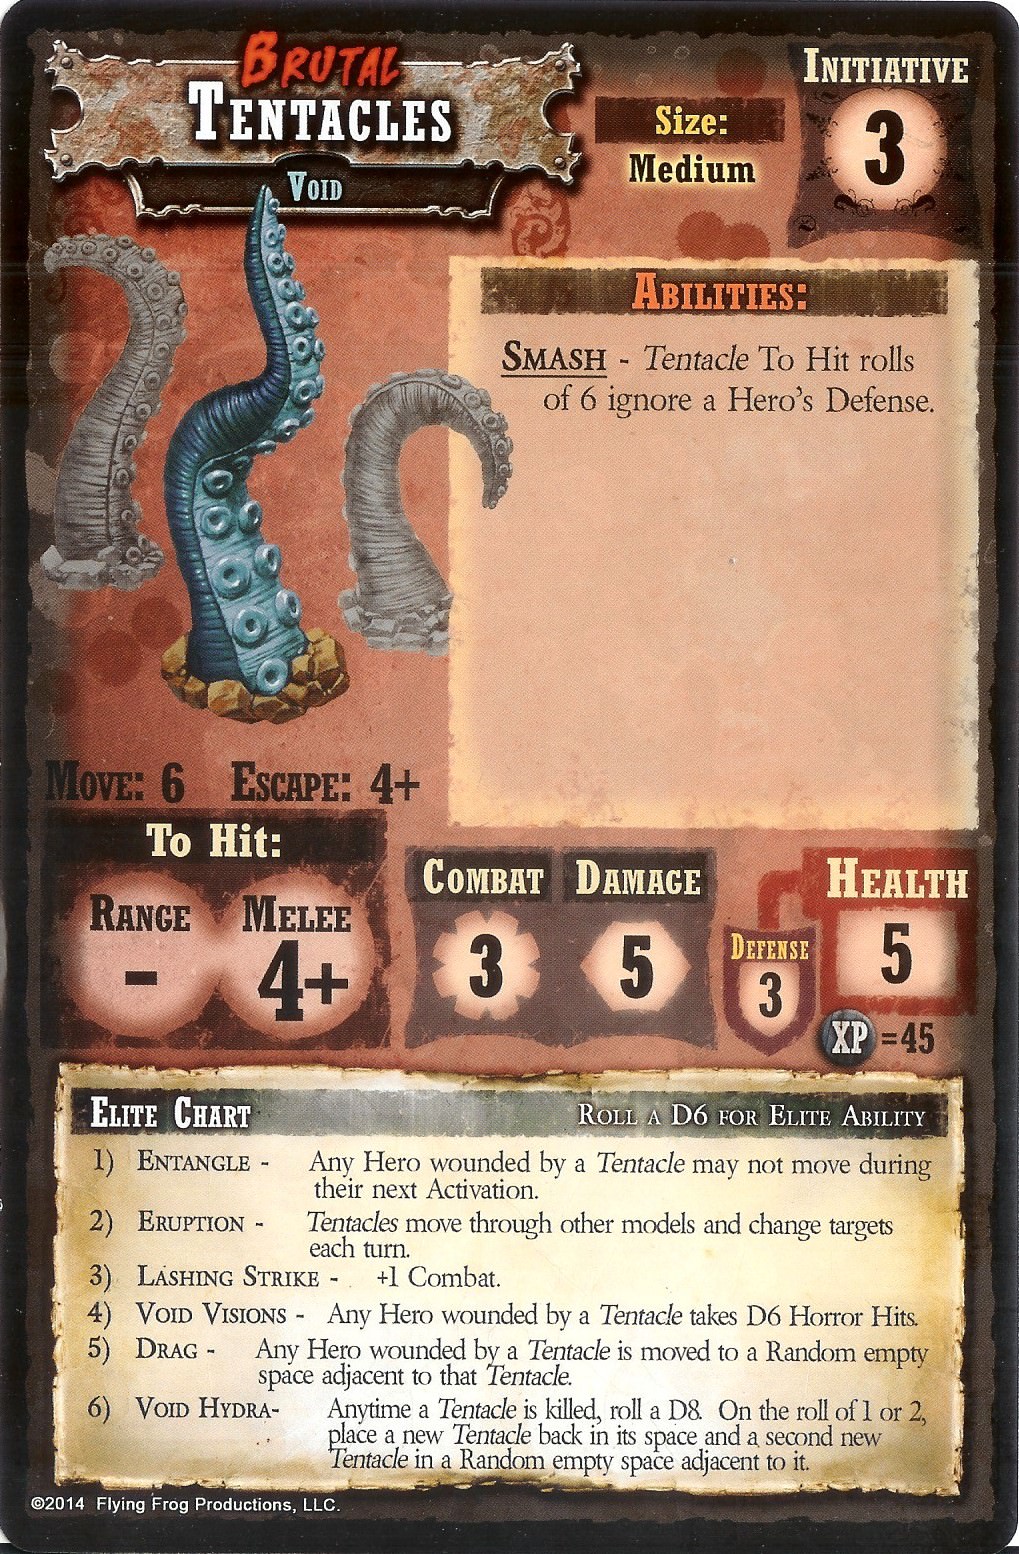 BRUTAL
TENTACLES
VOID
Size:
Medium
INITIATIVE
3
ABILITIES:
SMASH - Tentacle To Hit rolls
of 6 ignore a Hero's Defense.
MOVE: 6 ESCAPE: 4+
To Hit:
RANGE MELEE
- 4+
COMBAT DAMAGE
3 5
DEFENSE
3
HEALTH
5
XP =45
ELITE CHART ROLL A D6 FOR ELITE ABILITY
1) ENTANGLE - Any Hero wounded by a Tentacle may not move during
their next Activation.
2) ERUPTION - Tentacles move through other models and change targets
each turn.
3) LASHING STRIKE - +1 Combat.
4) VOID VISIONS - Any Hero wounded by a Tentacle takes D6 Horror Hits.
5) DRAG - Any Hero wounded by a Tentacle is moved to a Random empty
space adjacent to that Tentacle.
6) VOID HYDRA- Anytime a Tentacle is killed, roll a D8. On the roll of 1 or 2,
place a new Tentacle back in its space and a second new
Tentacle in a Random empty space adjacent to it.
©2014 Flying Frog Productions, LLC.